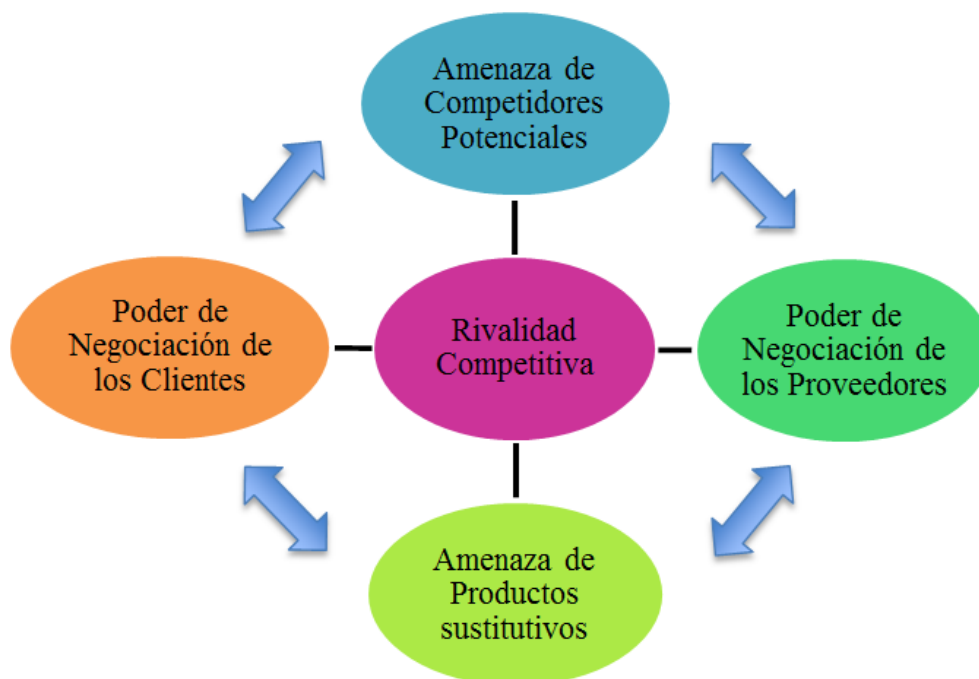 Amenaza de
Competidores
Potenciales
Poder de
Negociación de
los Clientes
Rivalidad
Competitiva
Poder de
Negociación de
los Proveedores
Amenaza de
Productos
sustitutivos